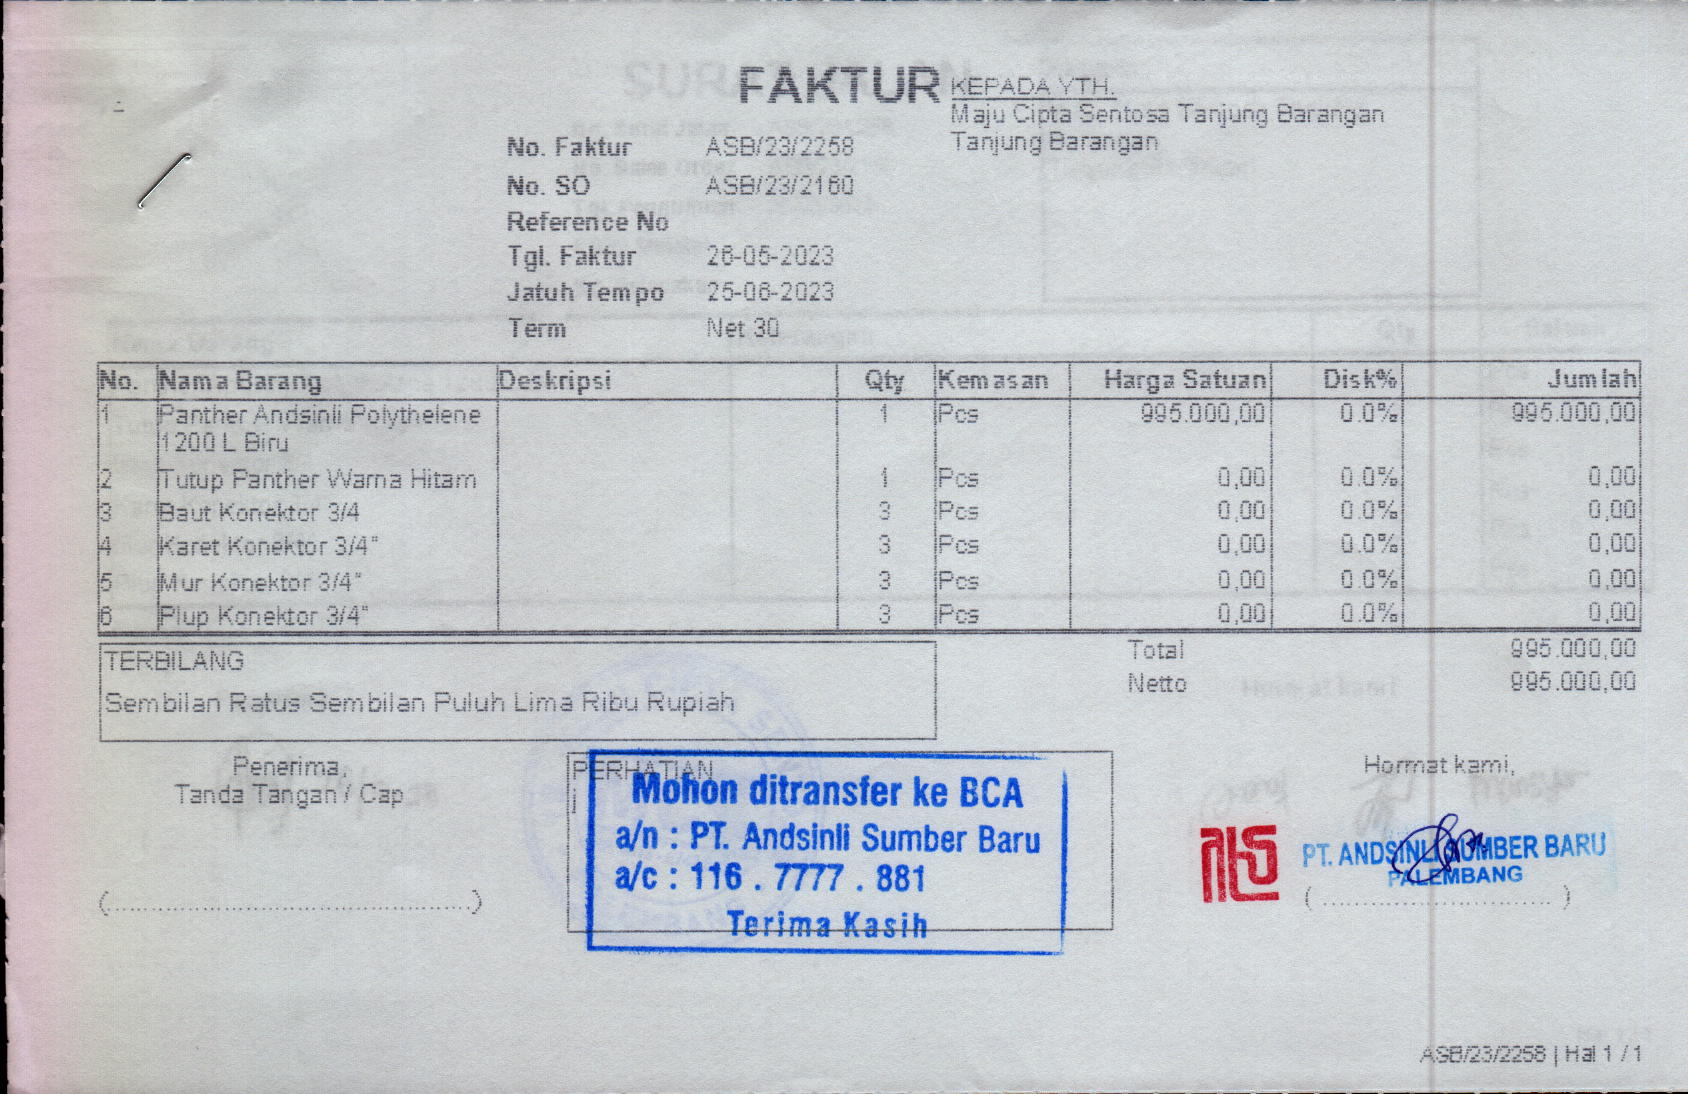 FAKTUR
KEPADA YTH.
Maju Cipta Sentosa Tanjung Barangan
Tanjung Barangan
No. Faktur ASB/23/2258
No. SO ASB/23/2160
Reference No
Tgl. Faktur 26-05-2023
Jatuh Tempo 25-06-2023
Term Net 30
No. Nama Barang Deskripsi Qty Kemasan Harga Satuan Disk% Jumlah
1 Panther Andsinli Polythelene 1 Pcs 995.000,00 0.0% 995.000,00
1200 L Biru
2 Tutup Panther Warna Hitam 1 Pcs 0,00 0.0% 0,00
3 Baut Konektor 3/4 3 Pcs 0,00 0.0% 0,00
4 Karet Konektor 3/4" 3 Pcs 0,00 0.0% 0,00
5 Mur Konektor 3/4" 3 Pcs 0,00 0.0% 0,00
6 Plup Konektor 3/4" 3 Pcs 0,00 0.0% 0,00
Total 995.000,00
Netto 995.000,00
TERBILANG
Sembilan Ratus Sembilan Puluh Lima Ribu Rupiah
Penerima,
Tanda Tangan / Cap
(..............................)
PERHATIAN
Mohon ditransfer ke BCA
a/n : PT. Andsinli Sumber Baru
a/c : 116 . 7777 . 881
Terima Kasih
Hormat kami,
PT. ANDSINLI SUMBER BARU
PALEMBANG
(..............................)
ASB/23/2258 | Hal 1 / 1